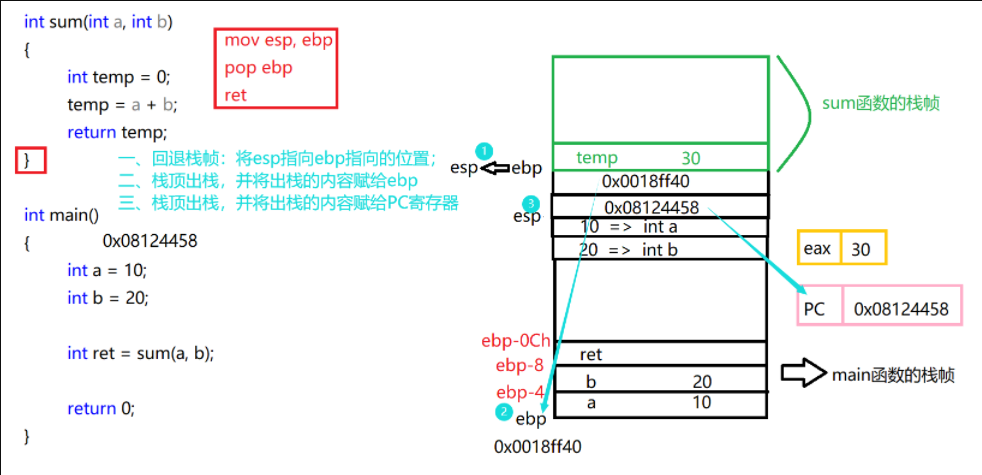 int sum(int a, int b)
{
int temp = 0;
temp = a + b;
return temp;
}
mov esp, ebp
pop ebp
ret
一、回退栈帧：将esp指向ebp指向的位置；
二、栈顶出栈，并将出栈的内容赋给ebp
三、栈顶出栈，并将出栈的内容赋给PC寄存器
int main()
{
0x08124458
int a = 10;
int b = 20;
int ret = sum(a, b);
return 0;
}
sum函数的栈帧
temp 30
1
esp ebp
0x0018ff40
3
esp
0x08124458
10 => int a
20 => int b
eax 30
PC 0x08124458
ebp-0Ch
ret
ebp-8
b 20
ebp-4
a 10
main函数的栈帧
2 ebp
0x0018ff40